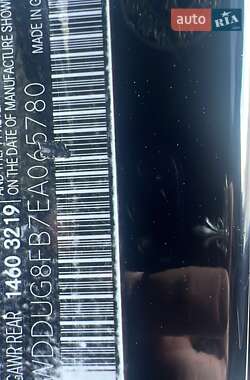 GAWR REAR 1460 3219
ON THE DATE OF MANUFACTURE SHOW
WDDUG8FB7EA065780
MADE IN
auto RIA